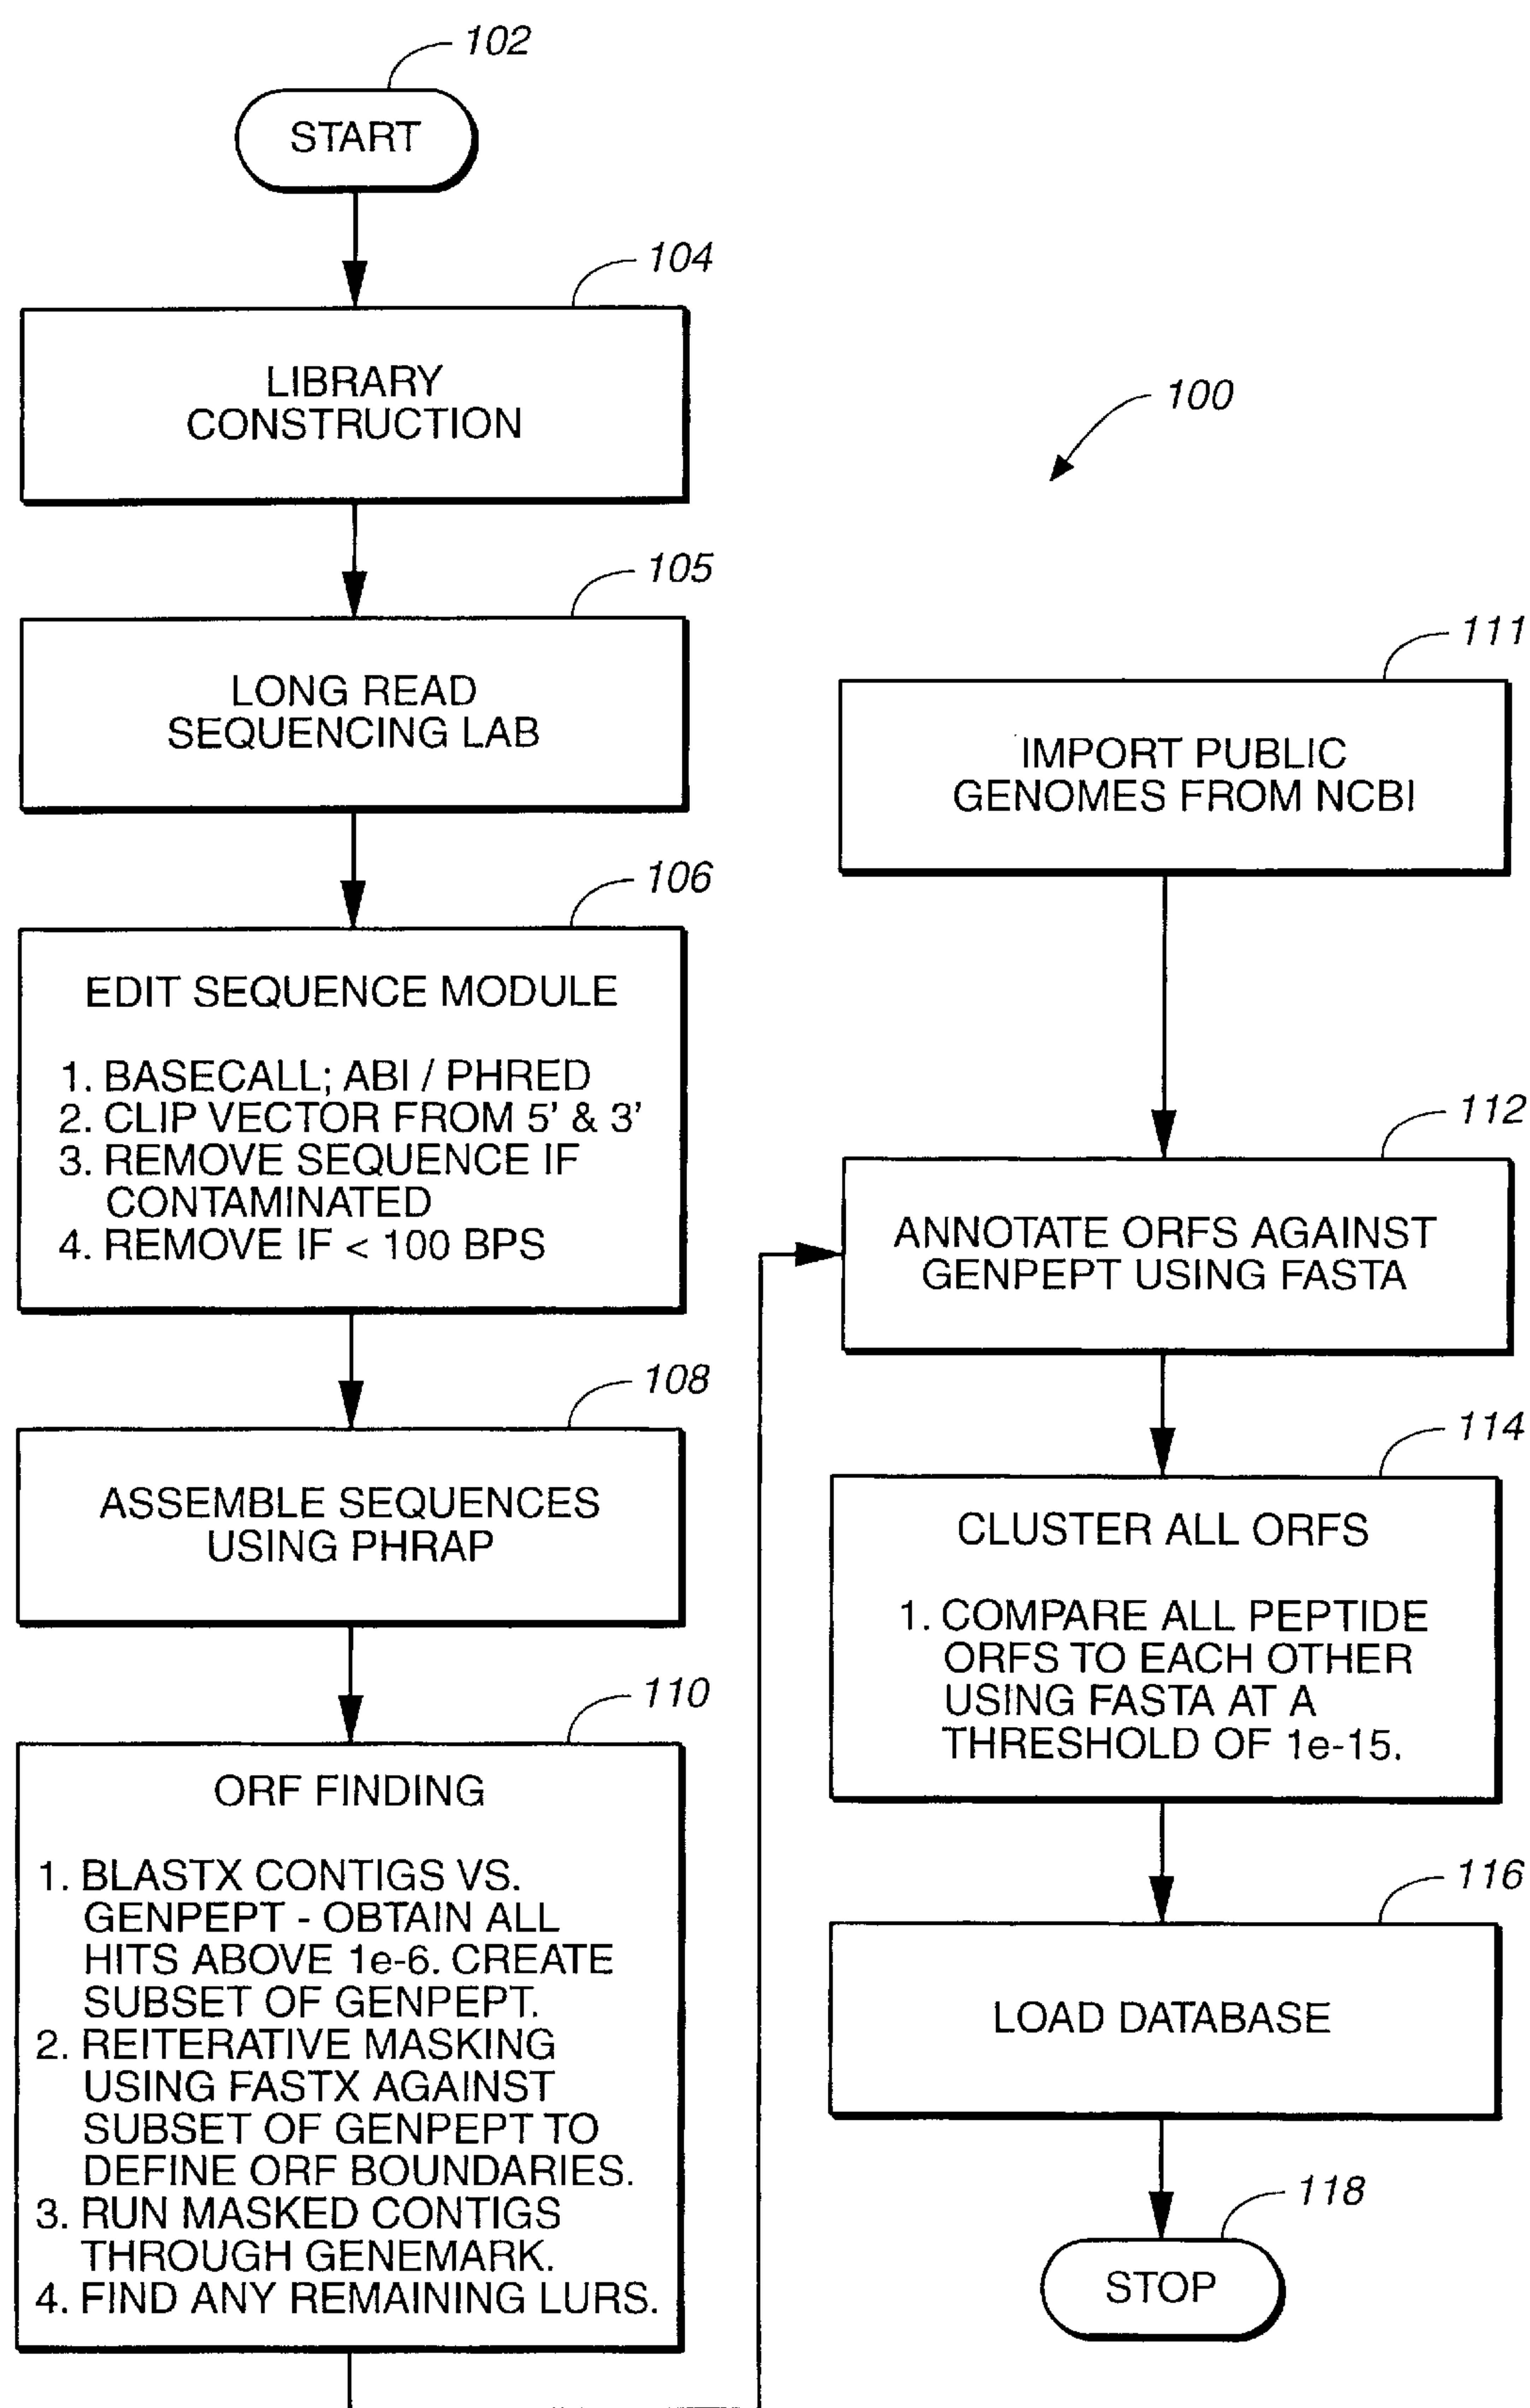 102
START
104
LIBRARY
CONSTRUCTION
105
LONG READ
SEQUENCING LAB
106
EDIT SEQUENCE MODULE
1. BASECALL; ABI / PHRED
2. CLIP VECTOR FROM 5' & 3'
3. REMOVE SEQUENCE IF
CONTAMINATED
4. REMOVE IF < 100 BPS
108
ASSEMBLE SEQUENCES
USING PHRAP
110
ORF FINDING
1. BLASTX CONTIGS VS.
GENPEPT - OBTAIN ALL
HITS ABOVE 1e-6. CREATE
SUBSET OF GENPEPT.
2. REITERATIVE MASKING
USING FASTX AGAINST
SUBSET OF GENPEPT TO
DEFINE ORF BOUNDARIES.
3. RUN MASKED CONTIGS
THROUGH GENEMARK.
4. FIND ANY REMAINING LURS.
100
111
IMPORT PUBLIC
GENOMES FROM NCBI
112
ANNOTATE ORFS AGAINST
GENPEPT USING FASTA
114
CLUSTER ALL ORFS
1. COMPARE ALL PEPTIDE
ORFS TO EACH OTHER
USING FASTA AT A
THRESHOLD OF 1e-15.
116
LOAD DATABASE
118
STOP